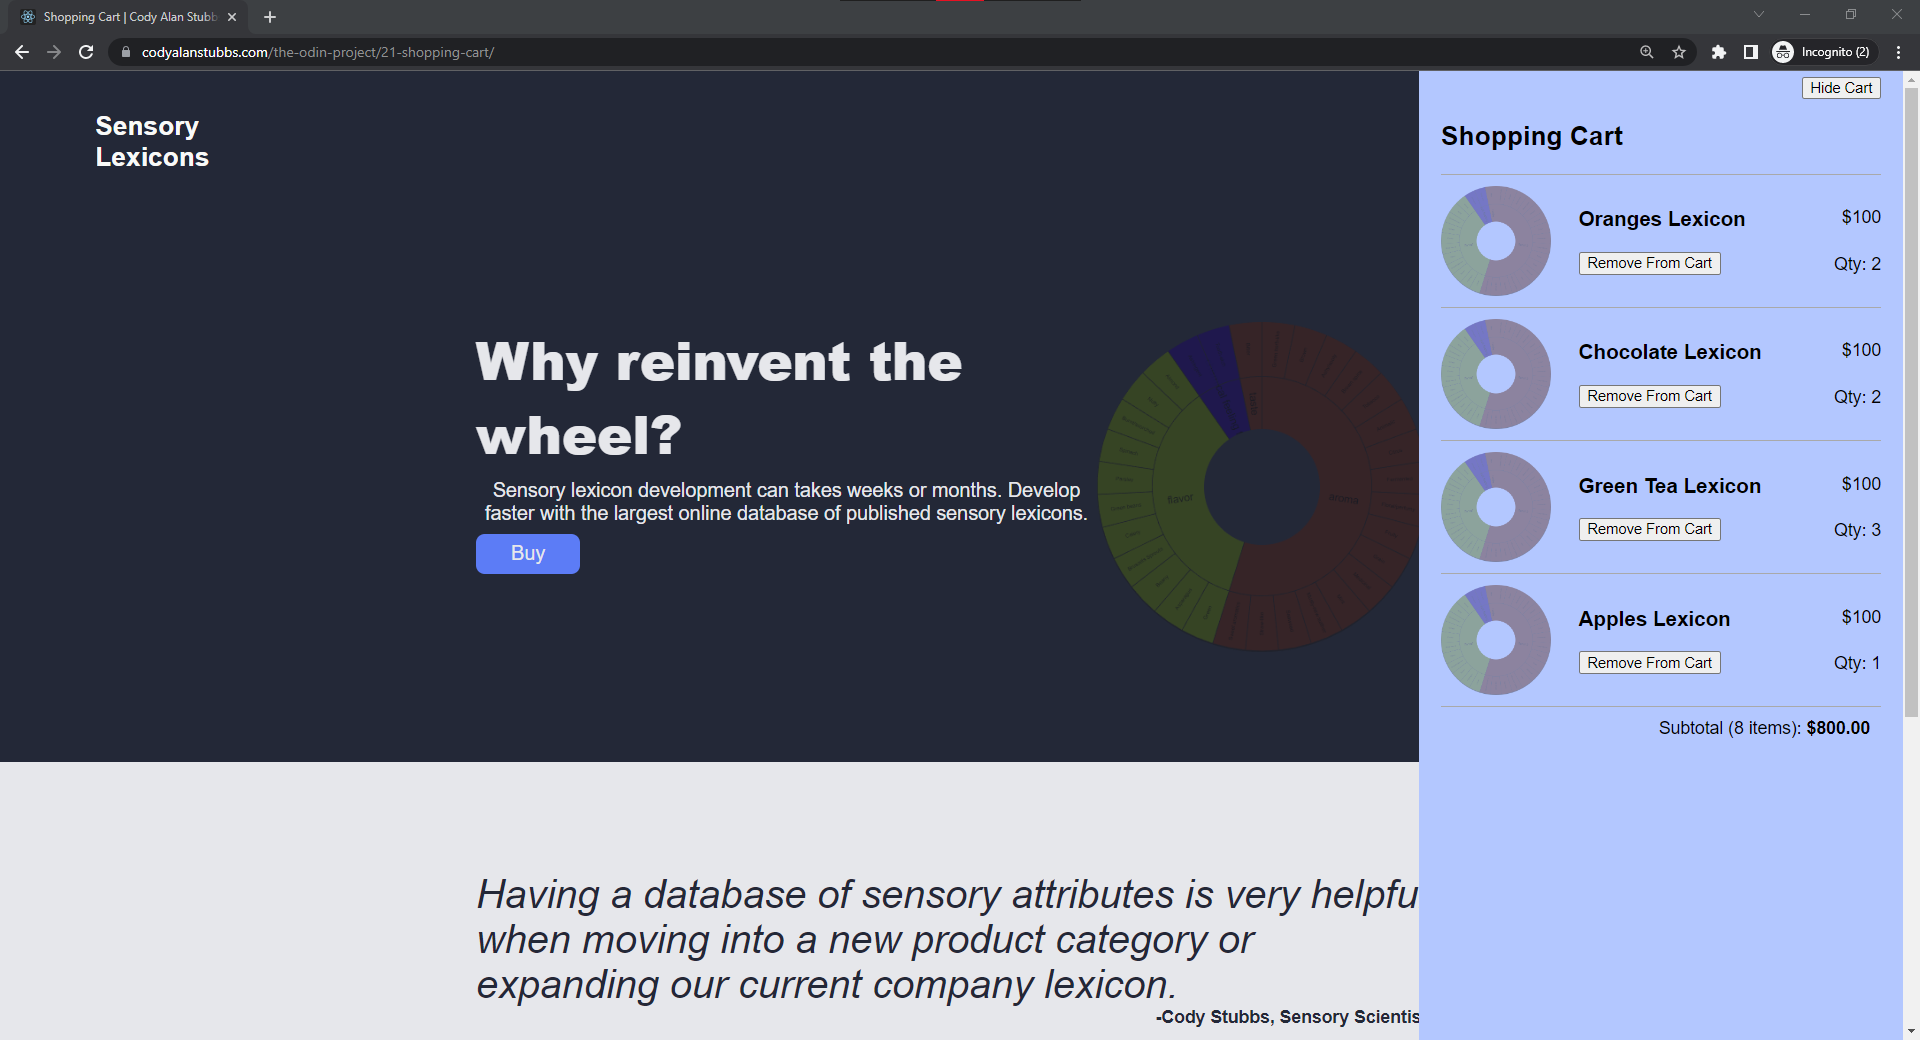 Shopping Cart | Cody Alan Stubb
codyalanstubbs.com/the-odin-project/21-shopping-cart/
Incognito (2)
Sensory
Lexicons
Why reinvent the
wheel?
Sensory lexicon development can takes weeks or months. Develop
faster with the largest online database of published sensory lexicons.
Buy
flavor
aroma
Having a database of sensory attributes is very helpfu
when moving into a new product category or
expanding our current company lexicon.
-Cody Stubbs, Sensory Scientis
Hide Cart
Shopping Cart
Oranges Lexicon
$100
Remove From Cart
Qty: 2
Chocolate Lexicon
$100
Remove From Cart
Qty: 2
Green Tea Lexicon
$100
Remove From Cart
Qty: 3
Apples Lexicon
$100
Remove From Cart
Qty: 1
Subtotal (8 items): $800.00